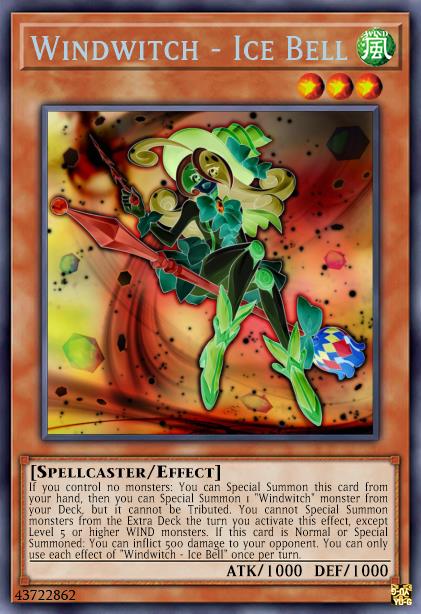 Windwitch - Ice Bell
WIND
風
[Spellcaster/Effect]
If you control no monsters: You can Special Summon this card from
your hand, then you can Special Summon 1 "Windwitch" monster from
your Deck, but it cannot be Tributed. You cannot Special Summon
monsters from the Extra Deck the turn you activate this effect, except
Level 5 or higher WIND monsters. If this card is Normal or Special
Summoned: You can inflict 500 damage to your opponent. You can only
use each effect of "Windwitch - Ice Bell" once per turn.
ATK/1000 DEF/1000
43722862